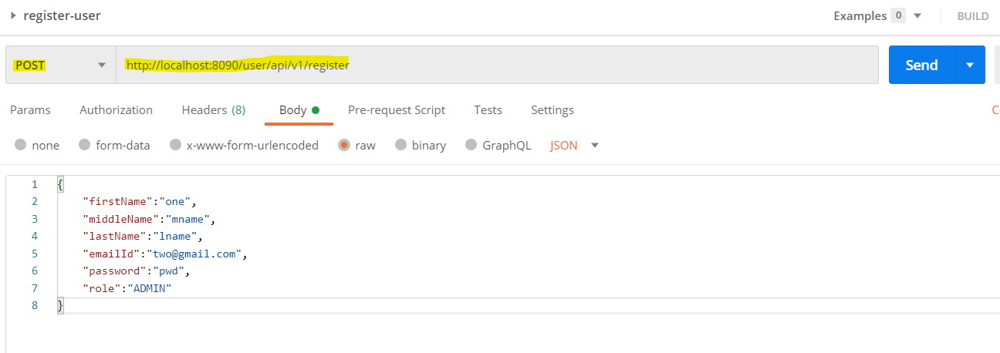 register-user Examples 0 BUILD
POST http://localhost:8090/user/api/v1/register Send
Params Authorization Headers (8) Body Pre-request Script Tests Settings C
none form-data x-www-form-urlencoded raw binary GraphQL JSON
1 {
2 "firstName":"one",
3 "middleName":"mname",
4 "lastName":"lname",
5 "emailId":"two@gmail.com",
6 "password":"pwd",
7 "role":"ADMIN"
8 }